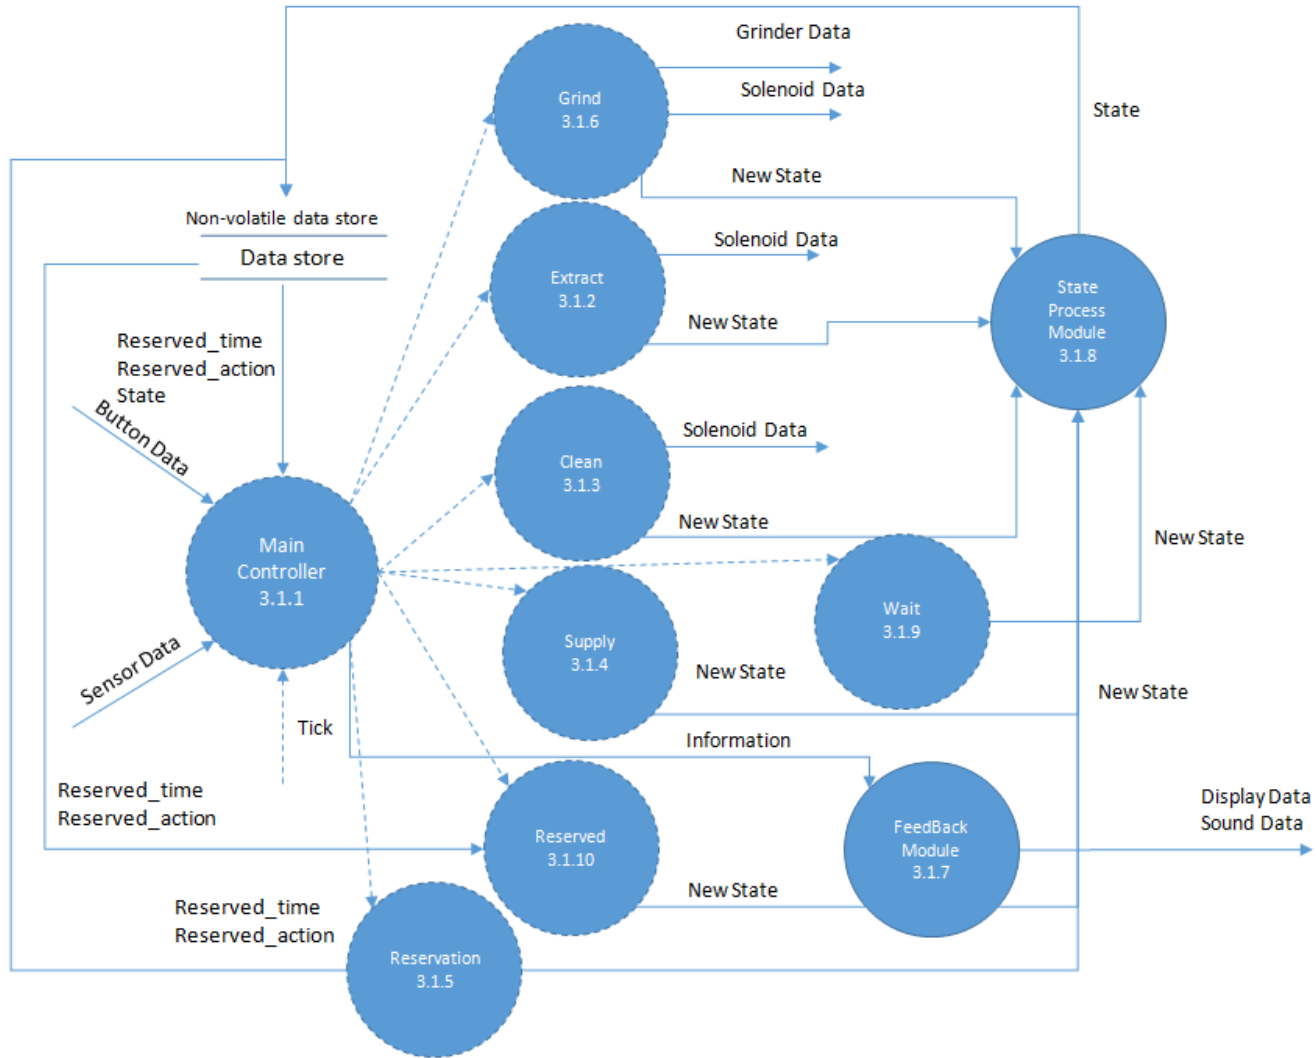 Grinder Data
Grind
3.1.6
Solenoid Data
State
New State
Non-volatile data store
Data store
Solenoid Data
Extract
3.1.2
New State
State
Process
Module
3.1.8
Reserved_time
Reserved_action
State
Button Data
Solenoid Data
Clean
3.1.3
New State
Main
Controller
3.1.1
New State
Wait
3.1.9
Supply
3.1.4
Sensor Data
New State
New State
Tick
Information
Reserved_time
Reserved_action
Display Data
Sound Data
Reserved
3.1.10
FeedBack
Module
3.1.7
New State
Reserved_time
Reserved_action
Reservation
3.1.5